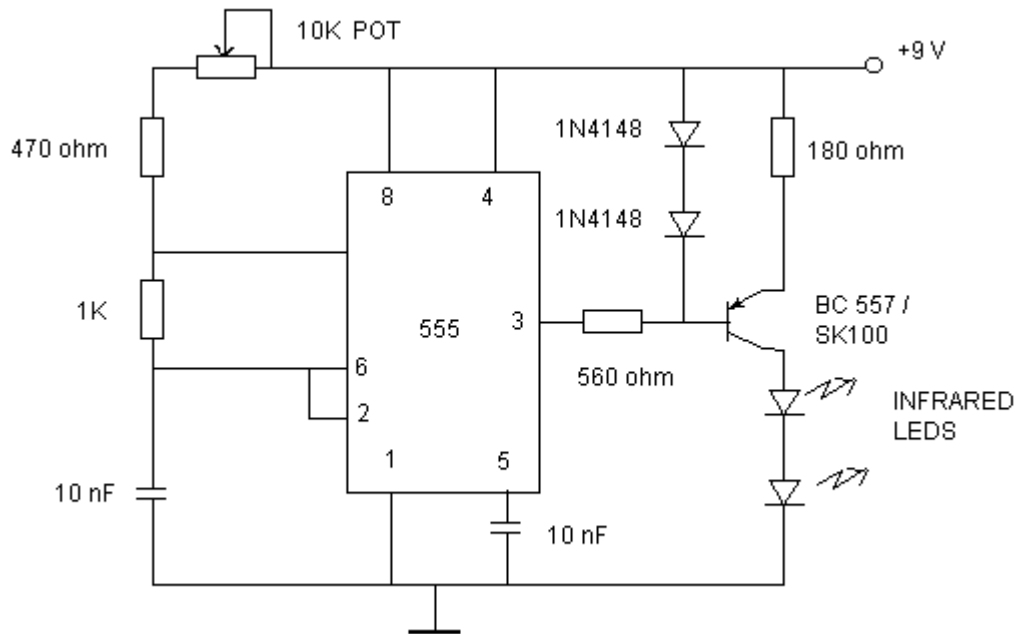 10K POT
+9 V
470 ohm
1N4148
180 ohm
8
4
1N4148
1K
555
3
BC 557 /
SK100
6
560 ohm
2
INFRARED
LEDS
1
5
10 nF
10 nF